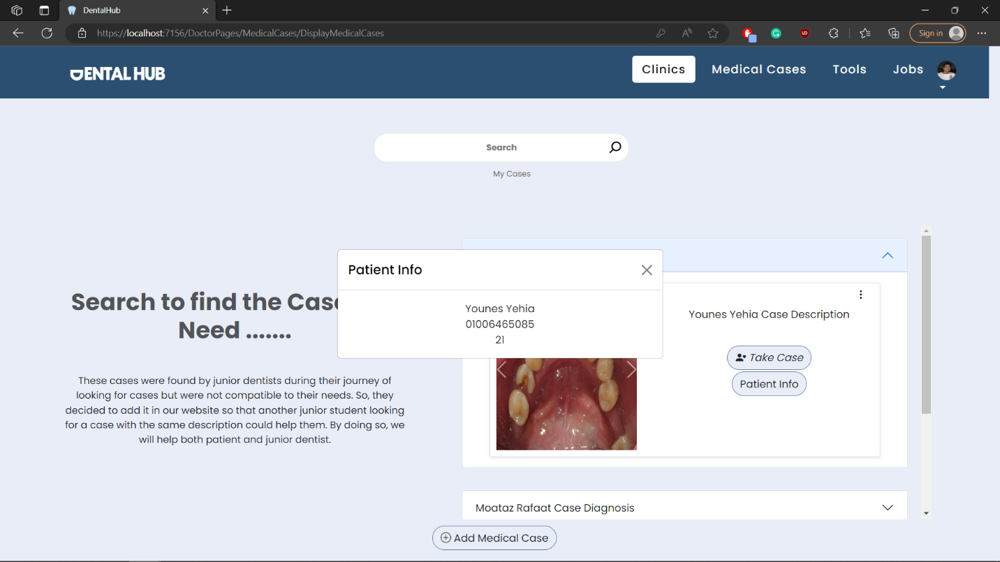 DentalHub
https://localhost:7156/DoctorPages/MedicalCases/DisplayMedicalCases
Sign in
DENTAL HUB
Clinics
Medical Cases
Tools
Jobs
Search
My Cases
Search to find the Cas
Need .......
These cases were found by junior dentists during their journey of
looking for cases but were not compatible to their needs. So, they
decided to add it in our website so that another junior student looking
for a case with the same description could help them. By doing so, we
will help both patient and junior dentist.
Patient Info
Younes Yehia
01006465085
21
Younes Yehia Case Description
Take Case
Patient Info
Moataz Rafaat Case Diagnosis
Add Medical Case